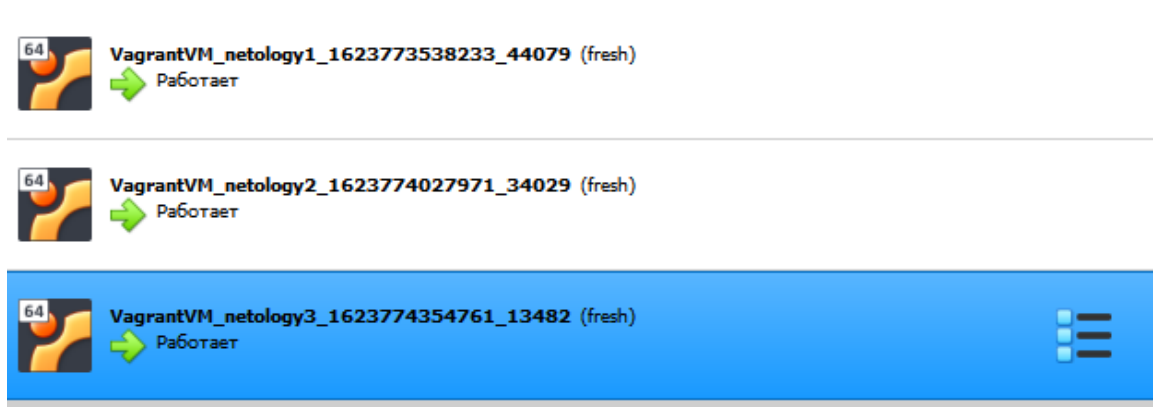 64
VagrantVM_netology1_1623773538233_44079 (fresh)
Работает
64
VagrantVM_netology2_1623774027971_34029 (fresh)
Работает
64
VagrantVM_netology3_1623774354761_13482 (fresh)
Работает